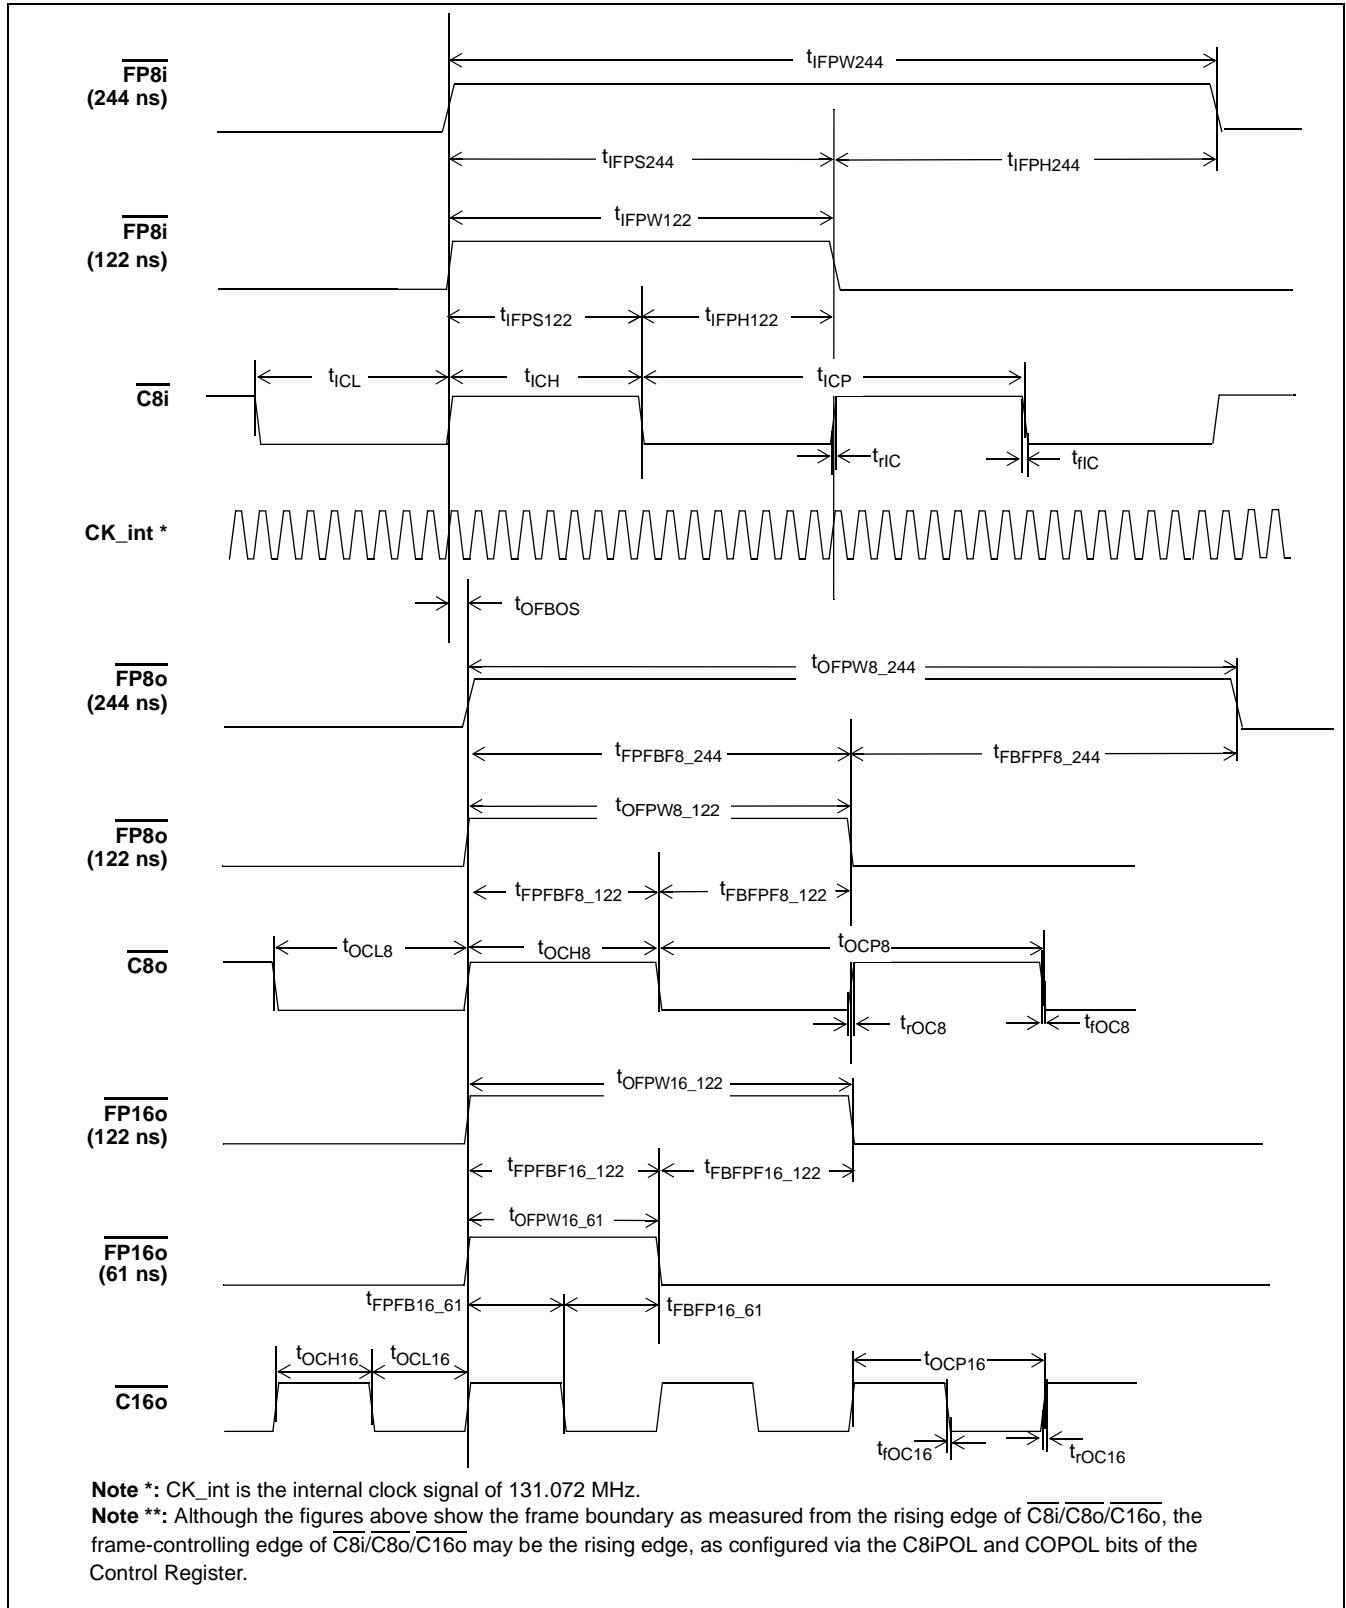 tIFPW244
FP8i
(244 ns)
tIFPS244
tIFPH244
tIFPW122
FP8i
(122 ns)
tIFPS122
tIFPH122
tICL
tICH
tICP
C8i
trIC
tfIC
CK_int *
tOFBOS
tOFPW8_244
FP8o
(244 ns)
tFPFBF8_244
tFBFPF8_244
tOFPW8_122
FP8o
(122 ns)
tFPFBF8_122
tFBFPF8_122
tOCL8
tOCH8
tOCP8
C8o
trOC8
tfOC8
tOFPW16_122
FP16o
(122 ns)
tFPFBF16_122
tFBFPF16_122
tOFPW16_61
FP16o
(61 ns)
tFPFB16_61
tFBFP16_61
tOCH16
tOCL16
tOCP16
C16o
tfOC16
trOC16
Note *: CK_int is the internal clock signal of 131.072 MHz.
Note **: Although the figures above show the frame boundary as measured from the rising edge of C8i/C8o/C16o, the
frame-controlling edge of C8i/C8o/C16o may be the rising edge, as configured via the C8iPOL and COPOL bits of the
Control Register.